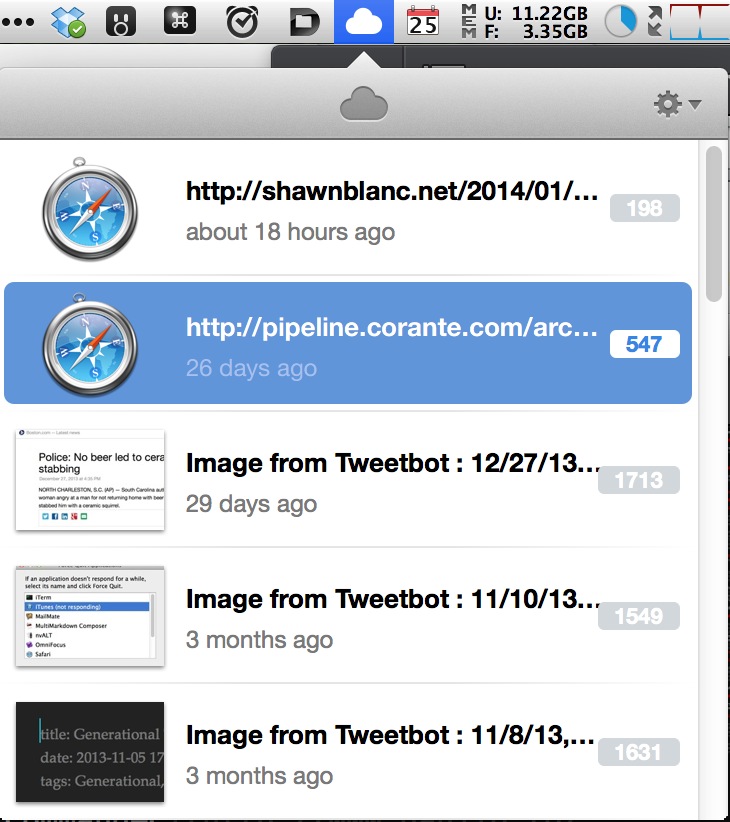 25
MEM
U: 11.22GB
F: 3.35GB
http://shawnblanc.net/2014/01/...
198
about 18 hours ago
http://pipeline.corante.com/arc...
547
26 days ago
Boston.com — Latest news
Police: No beer led to cera
stabbing
December 27, 2013 at 4:35 PM
NORTH CHARLESTON, S.C. (AP) — South Carolina aut
woman angry at a man for not returning home with beer
stabbed him with a ceramic squirrel.
Image from Tweetbot : 12/27/13...
1713
29 days ago
Force Quit Applications
If an application doesn't respond for a while,
select its name and click Force Quit.
iTerm
iTunes (not responding)
MailMate
MultiMarkdown Composer
nvALT
OmniFocus
Safari
Image from Tweetbot : 11/10/13...
1549
3 months ago
title: Generational
date: 2013-11-05 17
tags: Generational,
Image from Tweetbot : 11/8/13,...
1631
3 months ago